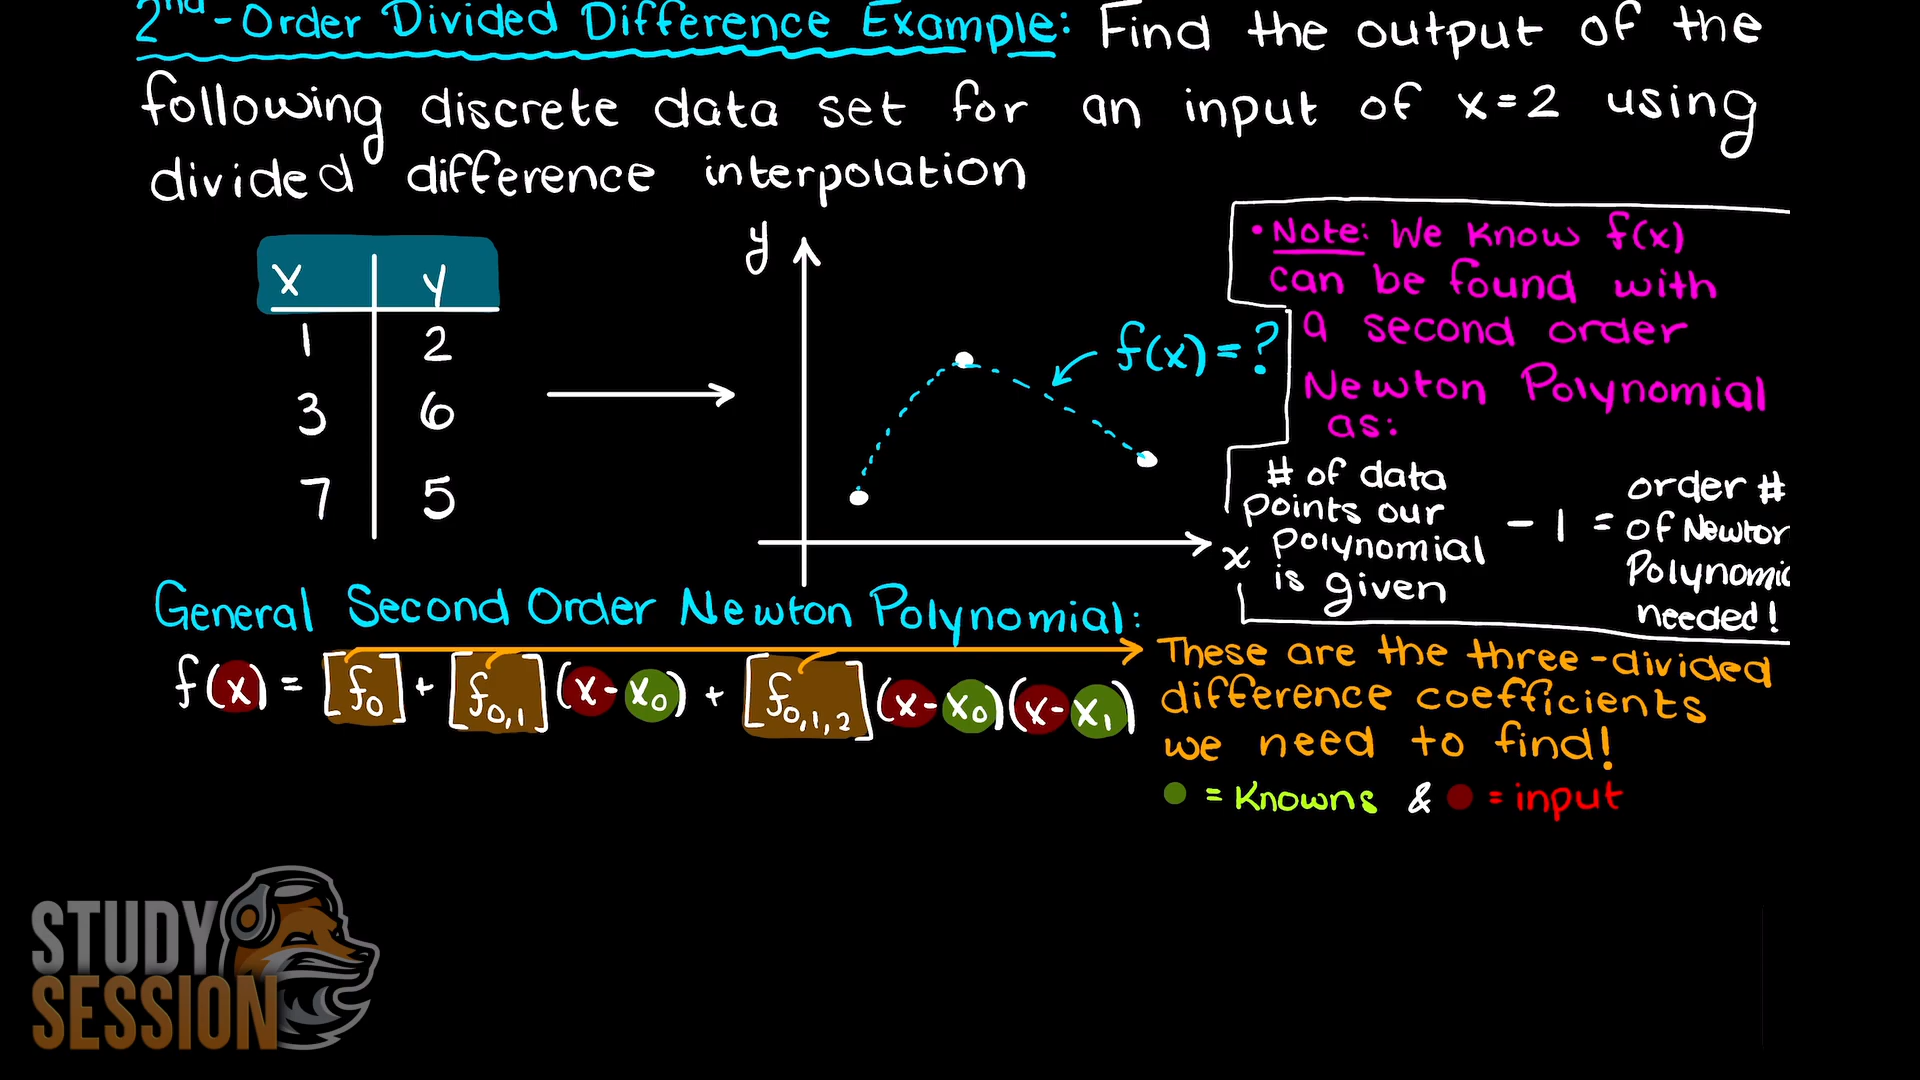 2nd-Order Divided Difference Example: Find the output of the
following discrete data set for an input of x=2 using
divided difference interpolation
x y
1 2
3 6
7 5
y
x
f(x) = ?
• Note: We know f(x)
can be found with
a second order
Newton Polynomial
as:
# of data
points our
polynomial
is given
- 1 =
order #
of Newton
Polynomia
needed!
General Second Order Newton Polynomial:
f(x) = [f0] + [f0,1](x-x0) + [f0,1,2](x-x0)(x-x1)
These are the three-divided
difference coefficients
we need to find!
= Knowns & = input
STUDY
SESSION